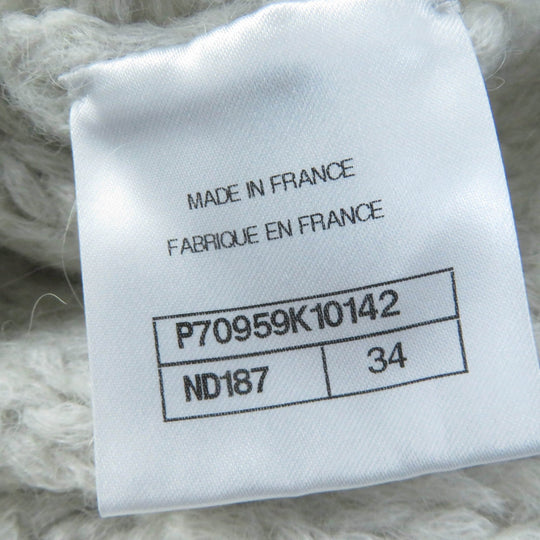 MADE IN FRANCE
FABRIQUE EN FRANCE
P70959K10142
ND187 34